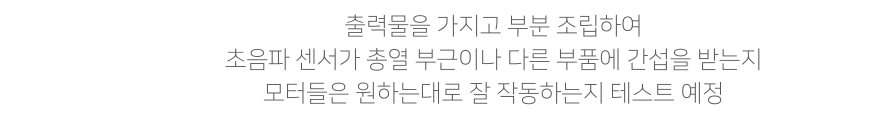 출력물을 가지고 부분 조립하여
초음파 센서가 총열 부근이나 다른 부품에 간섭을 받는지
모터들은 원하는대로 잘 작동하는지 테스트 예정